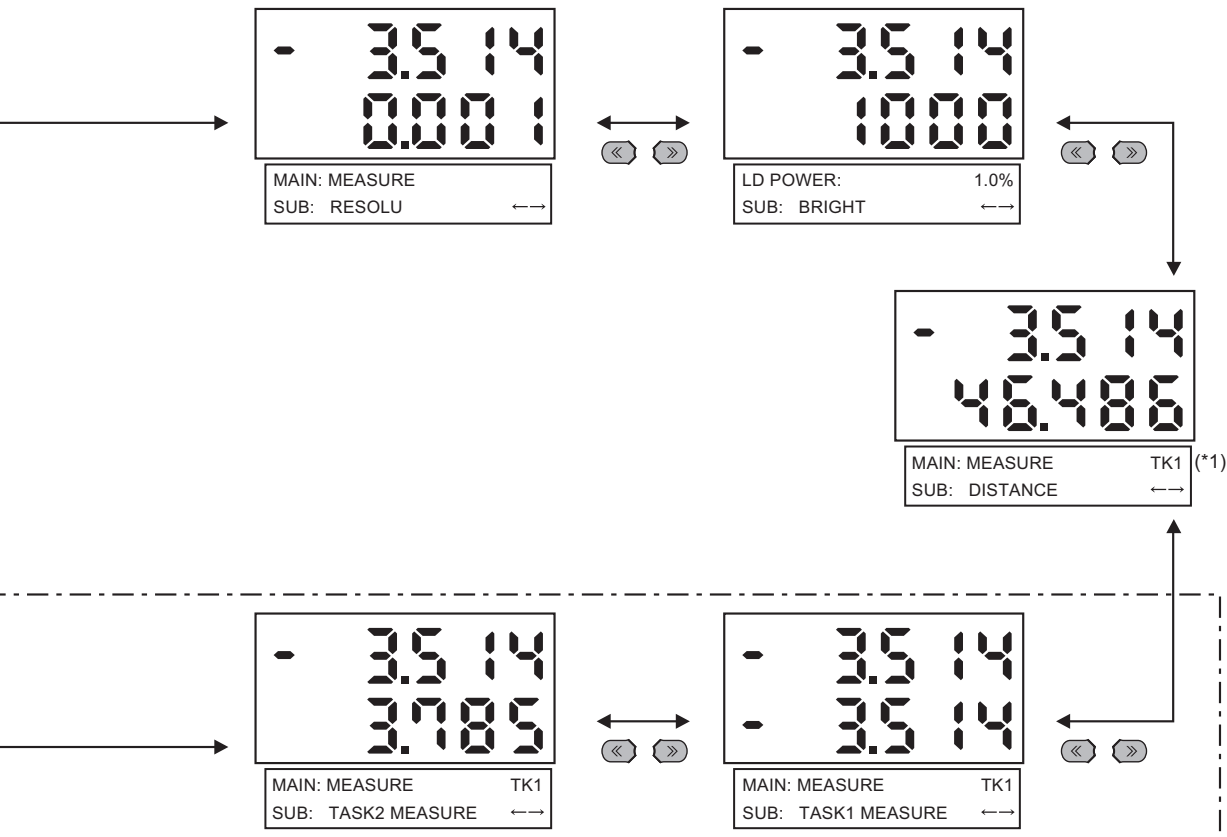 - 3.514
0.001
MAIN: MEASURE
SUB: RESOLU ←→
- 3.514
1000
LD POWER: 1.0%
SUB: BRIGHT ←→
- 3.514
46.486
MAIN: MEASURE TK1 (*1)
SUB: DISTANCE ←→
- 3.514
3.785
MAIN: MEASURE TK1
SUB: TASK2 MEASURE ←→
- 3.514
- 3.514
MAIN: MEASURE TK1
SUB: TASK1 MEASURE ←→